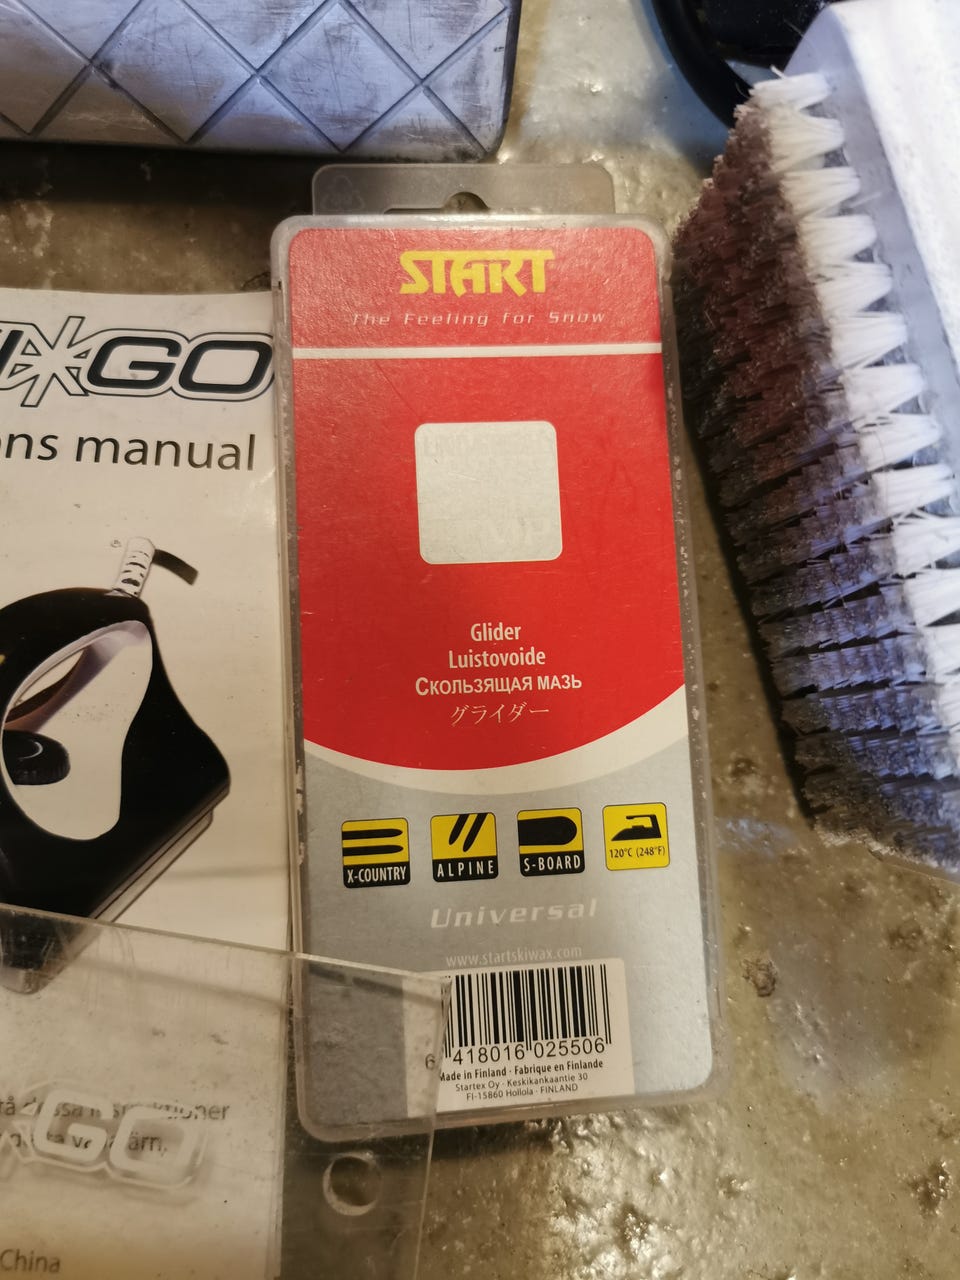 START
The Feeling for Snow
GO
ns manual
Glider
Luistovoide
Скользящая мазь
グライダー
X-COUNTRY
ALPINE
S-BOARD
120°C (248°F)
Universal
www.startskiwax.com
6 418016 025506
Made in Finland · Fabrique en Finlande
Startex Oy · Keskikankaantie 30
FI-15860 Hollola · FINLAND
GO
China